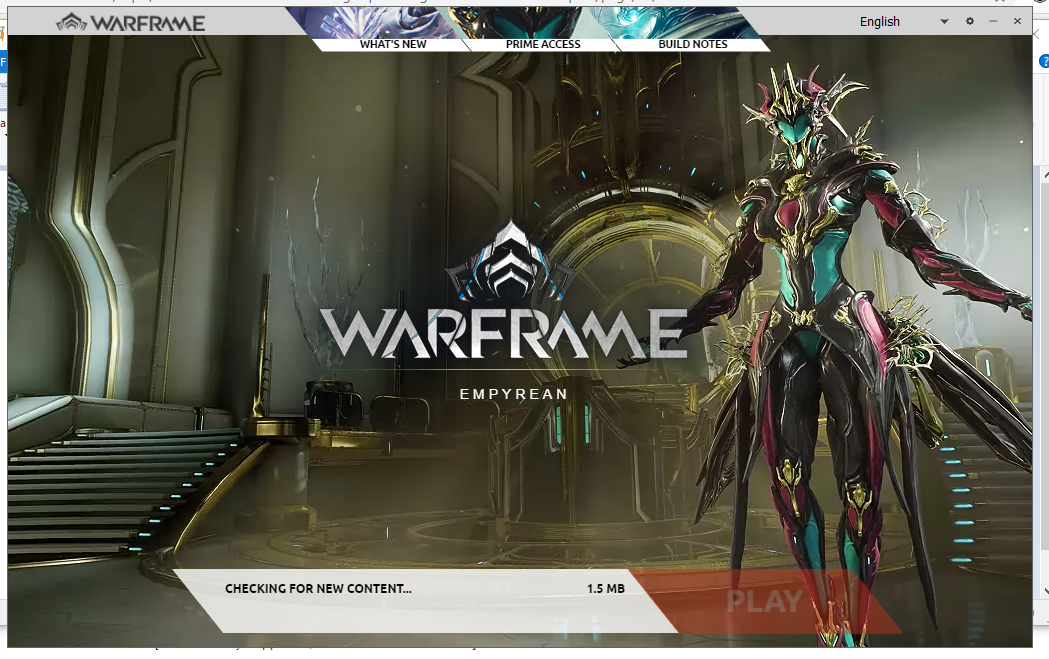 WARFRAME
English
WHAT'S NEW
PRIME ACCESS
BUILD NOTES
WARFRAME
EMPYREAN
CHECKING FOR NEW CONTENT... 1.5 MB
PLAY